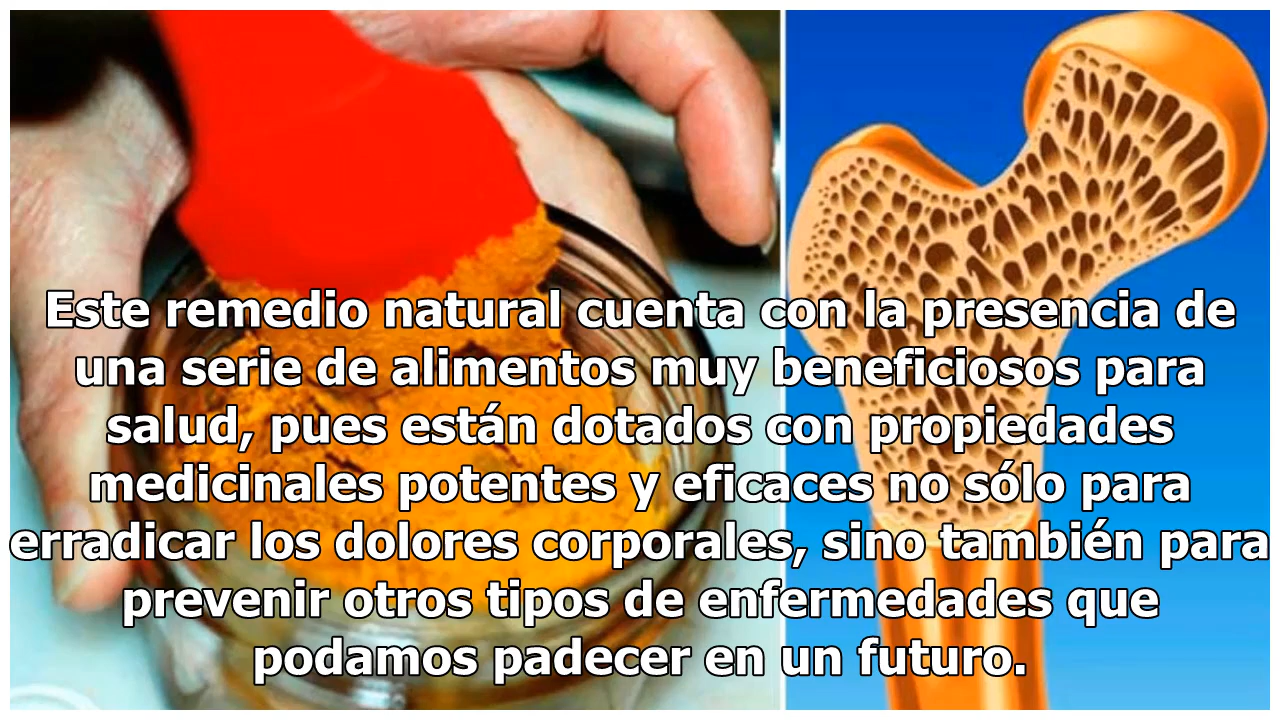 Este remedio natural cuenta con la presencia de
una serie de alimentos muy beneficiosos para
salud, pues están dotados con propiedades
medicinales potentes y eficaces no sólo para
erradicar los dolores corporales, sino también para
prevenir otros tipos de enfermedades que
podamos padecer en un futuro.